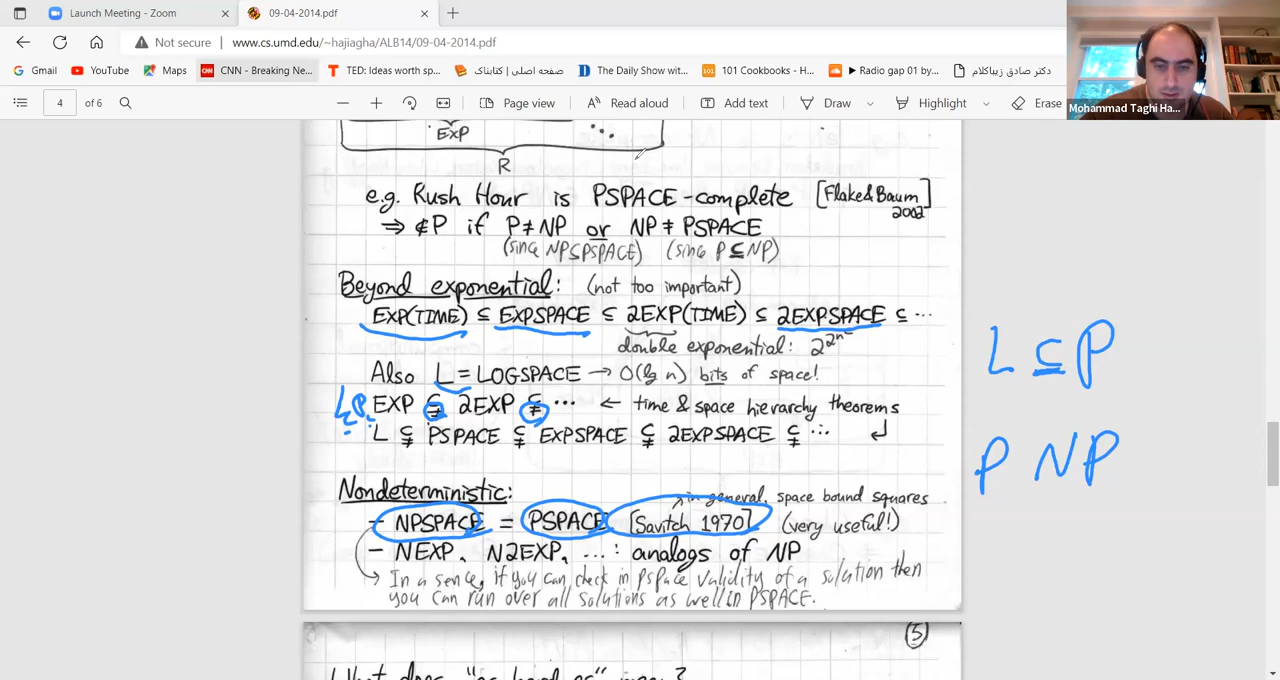 Launch Meeting - Zoom
09-04-2014.pdf
Not secure
www.cs.umd.edu/~hajiagha/ALB14/09-04-2014.pdf
Gmail
YouTube
Maps
CNN - Breaking Ne...
TED: Ideas worth sp...
صفحه اصلی | کتابناک
The Daily Show wit...
101 Cookbooks - H...
Radio gap 01 by...
دکتر صادق زیباکلام
4
of 6
Page view
Read aloud
Add text
Draw
Highlight
Erase
Mohammad Taghi Ha...
EXP
R
e.g. Rush Hour is PSPACE-complete [Flake&Baum 2002]
⇒ ∉P if P≠NP or NP≠PSPACE
(sinc NP⊆PSPACE) (sinc P⊆NP)
Beyond exponential: (not too important)
EXP(TIME) ⊆ EXPSPACE ⊆ 2EXP(TIME) ⊆ 2EXPSPACE ⊆ ...
double exponential: 2^2^n^c
Also L = LOGSPACE → O(lg n) bits of space!
LP EXP ⊊ 2EXP ⊊ ... ← time & space hierarchy theorems
L ⊊ PSPACE ⊊ EXPSPACE ⊊ 2EXPSPACE ⊊ ...
L ⊆ P
P NP
Nondeterministic:
in general, space bound squares
- NPSPACE = PSPACE [Savitch 1970] (very useful!)
- NEXP, N2EXP, ...: analogs of NP
In a sence, if you can check in PSPace validity of a solution then
you can run over all solutions as well in PSPACE.
5